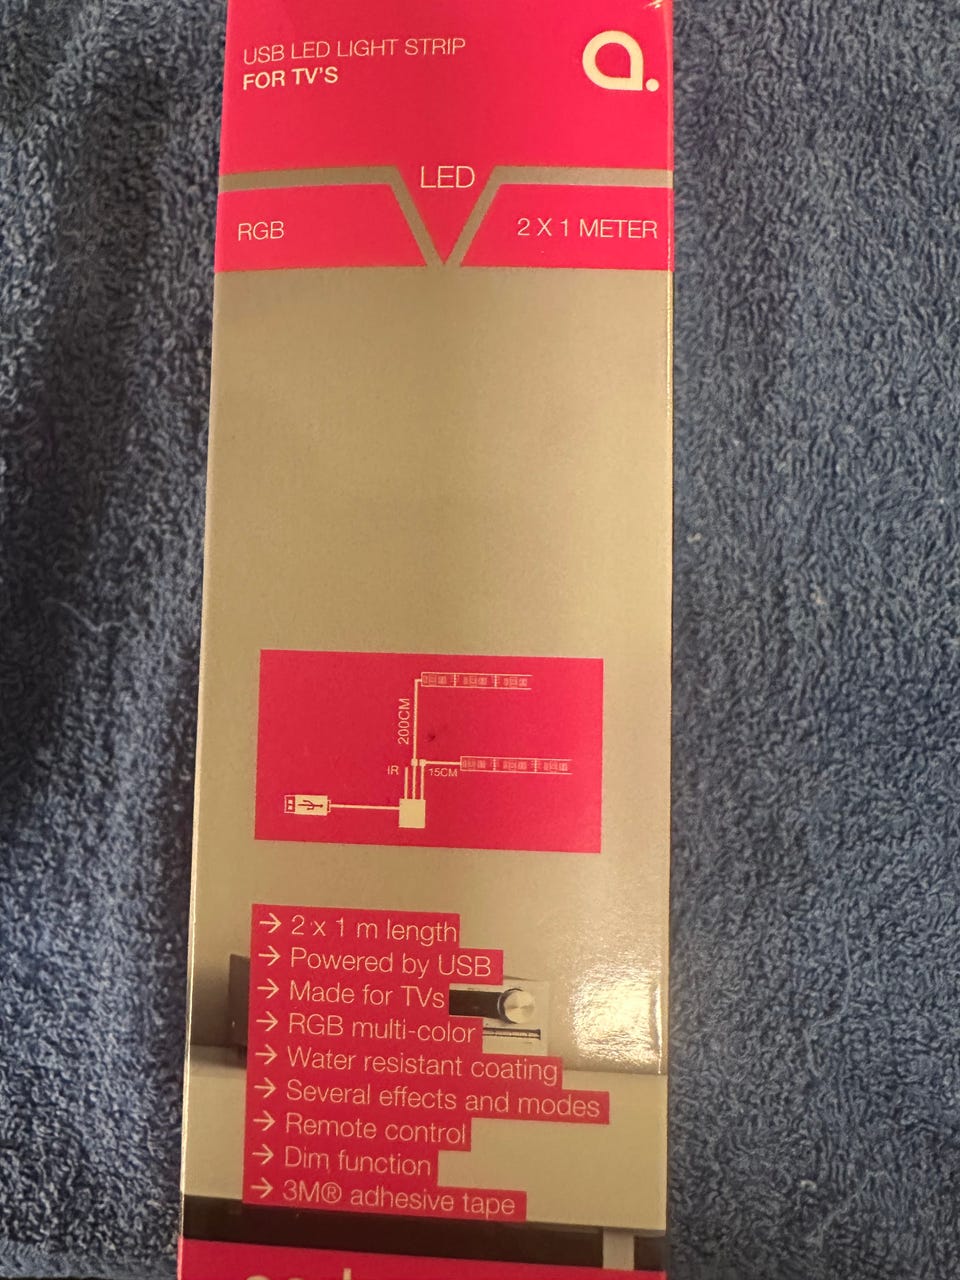 USB LED LIGHT STRIP
FOR TV'S
a.
LED
RGB
2 X 1 METER
200CM
IR
15CM
→ 2 x 1 m length
→ Powered by USB
→ Made for TVs
→ RGB multi-color
→ Water resistant coating
→ Several effects and modes
→ Remote control
→ Dim function
→ 3M® adhesive tape